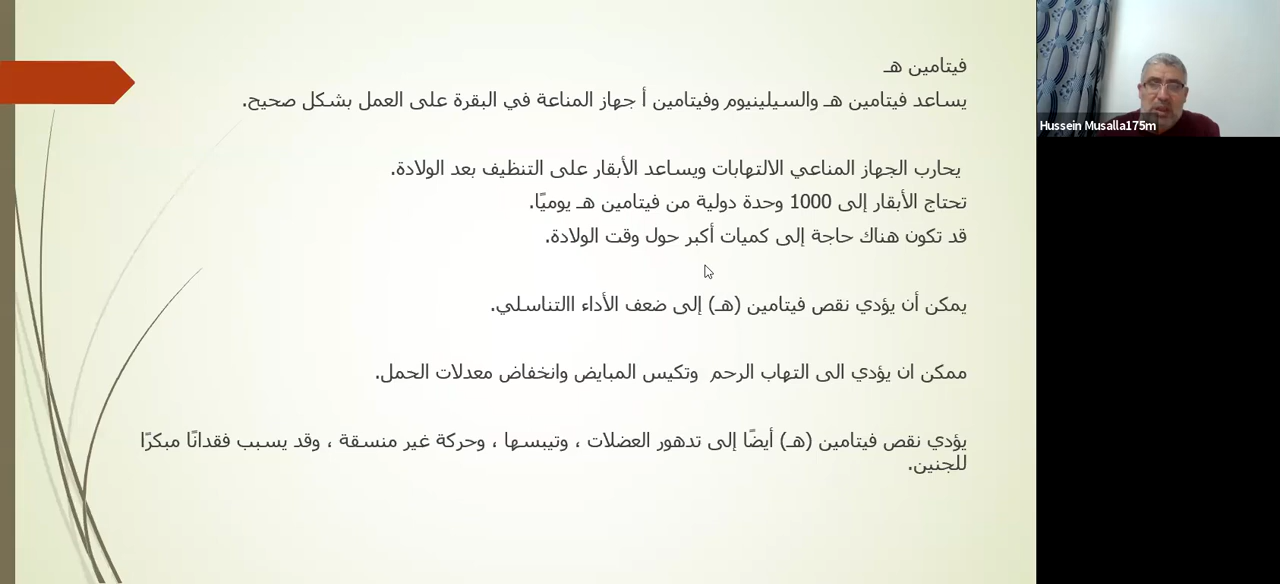 فيتامين هـ
يساعد فيتامين هـ والسيلينيوم وفيتامين أ جهاز المناعة في البقرة على العمل بشكل صحيح.
يحارب الجهاز المناعي الالتهابات ويساعد الأبقار على التنظيف بعد الولادة.
تحتاج الأبقار إلى 1000 وحدة دولية من فيتامين هـ يوميًا.
قد تكون هناك حاجة إلى كميات أكبر حول وقت الولادة.
يمكن أن يؤدي نقص فيتامين (هـ) إلى ضعف الأداء االتناسلي.
ممكن ان يؤدي الى التهاب الرحم وتكيس المبايض وانخفاض معدلات الحمل.
يؤدي نقص فيتامين (هـ) أيضًا إلى تدهور العضلات ، وتيبسها ، وحركة غير منسقة ، وقد يسبب فقدانًا مبكرًا
للجنين.
Hussein Musalla175m